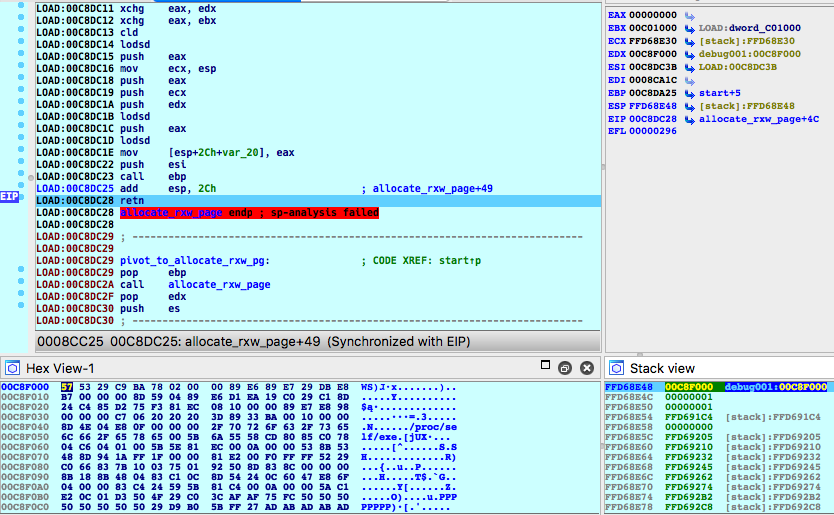 LOAD:00C8DC11 xchg eax, edx
LOAD:00C8DC12 xchg eax, ebx
LOAD:00C8DC13 cld
LOAD:00C8DC14 lodsd
LOAD:00C8DC15 push eax
LOAD:00C8DC16 mov ecx, esp
LOAD:00C8DC18 push eax
LOAD:00C8DC19 push ecx
LOAD:00C8DC1A push edx
LOAD:00C8DC1B lodsd
LOAD:00C8DC1C push eax
LOAD:00C8DC1D lodsd
LOAD:00C8DC1E mov [esp+2Ch+var_20], eax
LOAD:00C8DC22 push esi
LOAD:00C8DC23 call ebp
LOAD:00C8DC25 add esp, 2Ch ; allocate_rxw_page+49
EIP LOAD:00C8DC28 retn
LOAD:00C8DC28 allocate_rxw_page endp ; sp-analysis failed
LOAD:00C8DC28
LOAD:00C8DC29 ; ---------------------------------------------------------------
LOAD:00C8DC29
LOAD:00C8DC29 pivot_to_allocate_rxw_pg: ; CODE XREF: start↑p
LOAD:00C8DC29 pop ebp
LOAD:00C8DC2A call allocate_rxw_page
LOAD:00C8DC2F pop edx
LOAD:00C8DC30 push es
LOAD:00C8DC30 ; ---------------------------------------------------------------
0008CC25 00C8DC25: allocate_rxw_page+49 (Synchronized with EIP)
EAX 00000000
EBX 00C01000 LOAD:dword_C01000
ECX FFD68E30 [stack]:FFD68E30
EDX 00C8F000 debug001:00C8F000
ESI 00C8DC3B LOAD:00C8DC3B
EDI 0008CA1C
EBP 00C8DA25 start+5
ESP FFD68E48 [stack]:FFD68E48
EIP 00C8DC28 allocate_rxw_page+4C
EFL 00000296
Hex View-1
00C8F000 57 53 29 C9 BA 78 02 00 00 89 E6 89 E7 29 DB E8 WS).x.......)..
00C8F010 B7 00 00 00 8D 59 04 89 E6 D1 EA 19 C0 29 C1 8D
00C8F020 24 C4 85 D2 75 F3 81 EC 08 10 00 00 89 E7 E8 98
00C8F030 00 00 00 C7 06 20 20 20 3D 89 33 BA 00 10 00 00
00C8F040 8D 4E 04 E8 0F 00 00 00 2F 70 72 6F 63 2F 73 65 .N....../proc/se
00C8F050 6C 66 2F 65 78 65 00 5B 6A 55 58 CD 80 85 C0 78 lf/exe.[jUX....x
00C8F060 04 C6 04 01 00 5B 5E 81 EC 00 0A 00 00 53 8B 53 .....[^......S.S
00C8F070 48 8D 94 1A FF 1F 00 00 81 E2 00 F0 FF FF 52 29 H.............R)
00C8F080 C0 66 83 7B 10 03 75 01 92 50 8D 83 8C 00 00 00 .f.{..u..P......
00C8F090 8B 18 8B 48 04 83 C1 0C 8D 54 24 0C 60 47 E8 6F
00C8F0A0 04 00 00 83 C4 24 59 5B 81 C4 00 0A 00 00 5A C1 .....$Y[......Z.
00C8F0B0 E2 0C 01 D3 50 4F 29 C0 3C AF AF 75 FC 50 50 50 ....PO).<..u.PPP
00C8F0C0 50 50 50 50 50 29 D9 B0 5B FF 27 AD AB AD AB AD PPPPP)..[.'.....
Stack view
FFD68E48 00C8F000 debug001:00C8F000
FFD68E4C 00000001
FFD68E50 00000001
FFD68E54 FFD691C4 [stack]:FFD691C4
FFD68E58 00000000
FFD68E5C FFD69205 [stack]:FFD69205
FFD68E60 FFD69210 [stack]:FFD69210
FFD68E64 FFD69232 [stack]:FFD69232
FFD68E68 FFD69245 [stack]:FFD69245
FFD68E6C FFD69262 [stack]:FFD69262
FFD68E70 FFD69274 [stack]:FFD69274
FFD68E74 FFD692B2 [stack]:FFD692B2
FFD68E78 FFD692C8 [stack]:FFD692C8